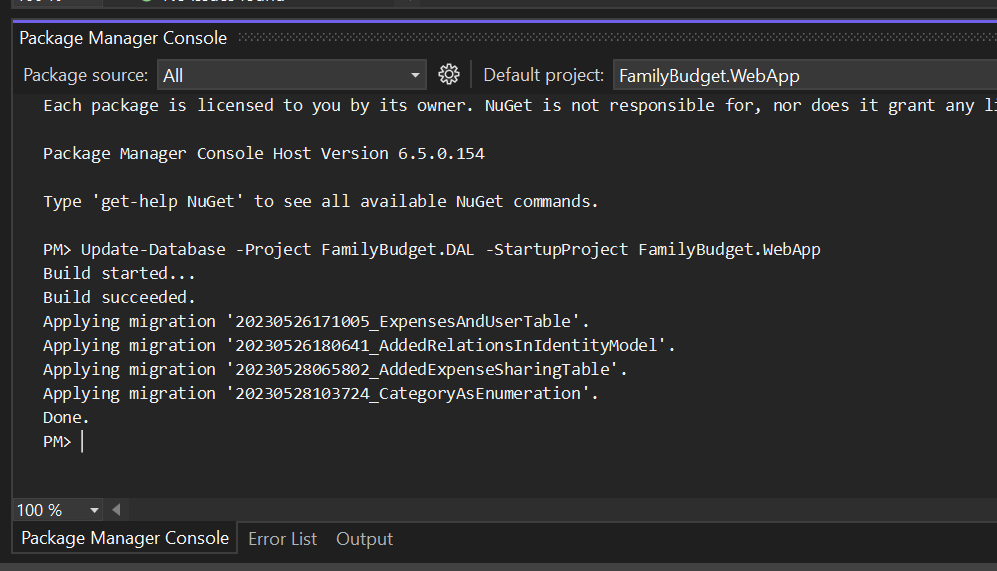 100 %
No issues found
Package Manager Console
Package source: All Default project: FamilyBudget.WebApp
Each package is licensed to you by its owner. NuGet is not responsible for, nor does it grant any
Package Manager Console Host Version 6.5.0.154
Type 'get-help NuGet' to see all available NuGet commands.
PM> Update-Database -Project FamilyBudget.DAL -StartupProject FamilyBudget.WebApp
Build started...
Build succeeded.
Applying migration '20230526171005_ExpensesAndUserTable'.
Applying migration '20230526180641_AddedRelationsInIdentityModel'.
Applying migration '20230528065802_AddedExpenseSharingTable'.
Applying migration '20230528103724_CategoryAsEnumeration'.
Done.
PM>
100 %
Package Manager Console Error List Output